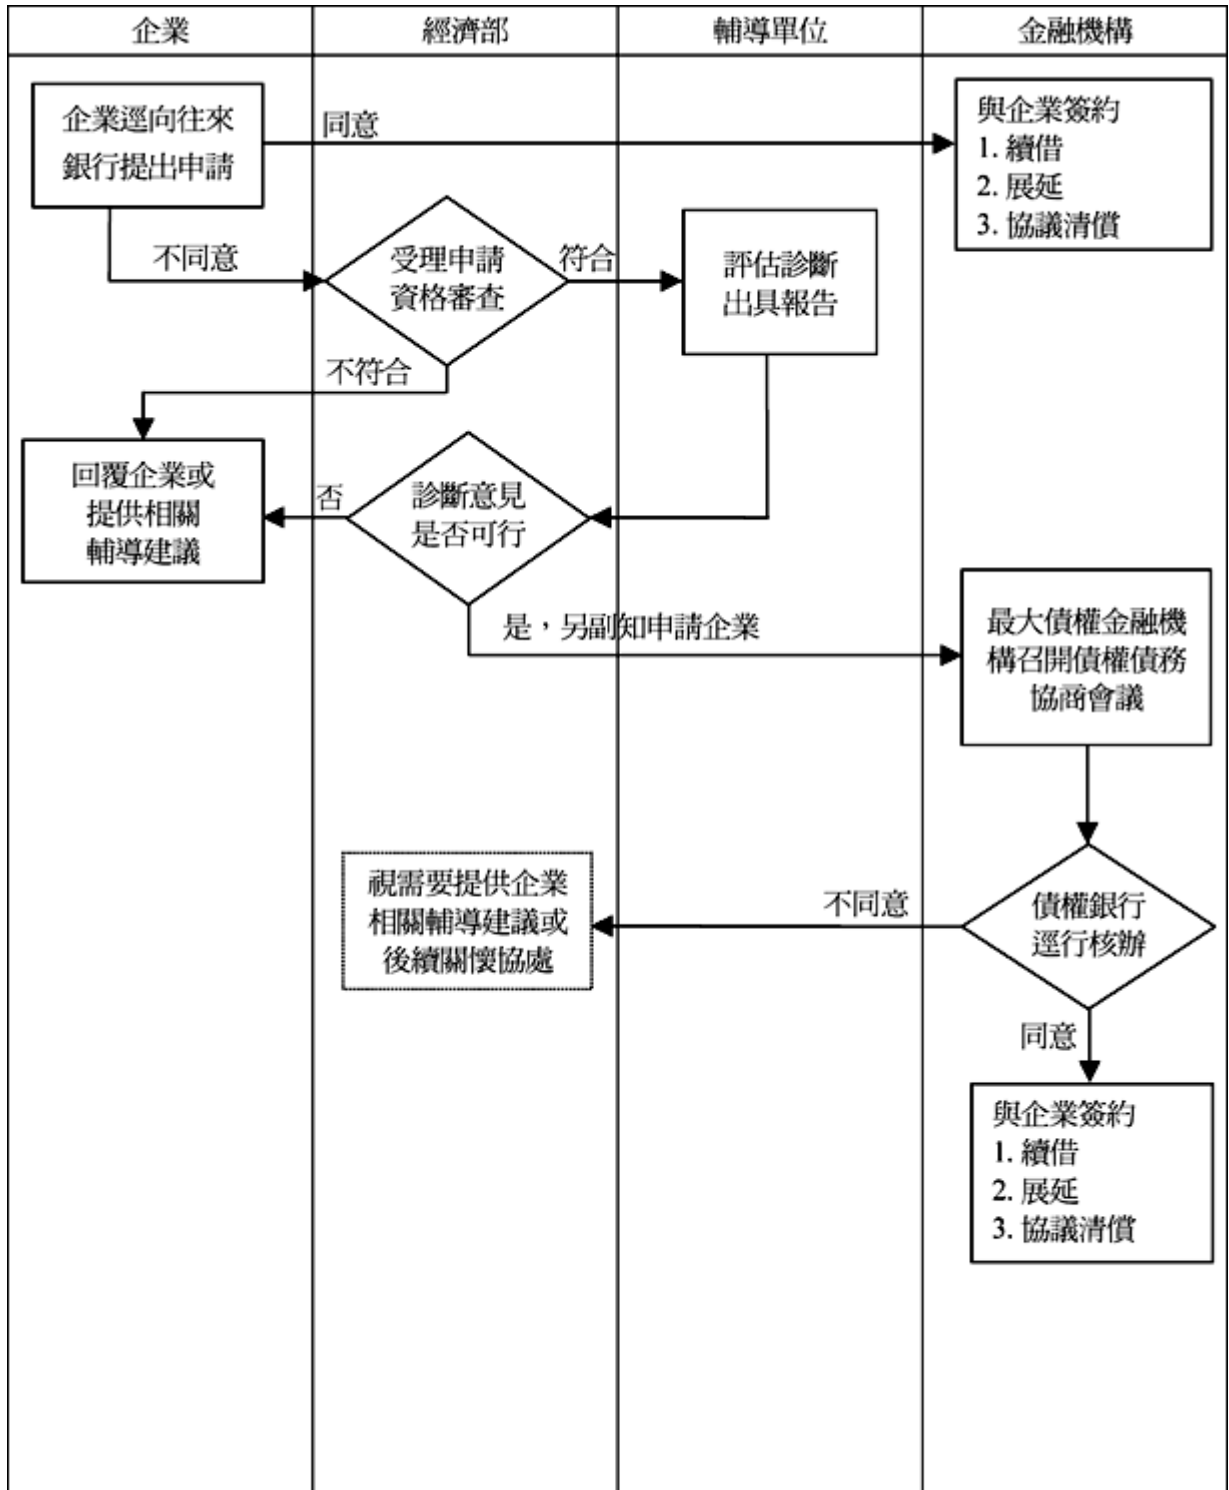 企業
經濟部
輔導單位
金融機構
企業逕向往來
銀行提出申請
同意
與企業簽約
1. 續借
2. 展延
3. 協議清償
不同意
受理申請
資格審查
符合
評估診斷
出具報告
不符合
回覆企業或
提供相關
輔導建議
否
診斷意見
是否可行
是，另副知申請企業
最大債權金融機
構召開債權債務
協商會議
視需要提供企業
相關輔導建議或
後續關懷協處
不同意
債權銀行
逕行核辦
同意
與企業簽約
1. 續借
2. 展延
3. 協議清償